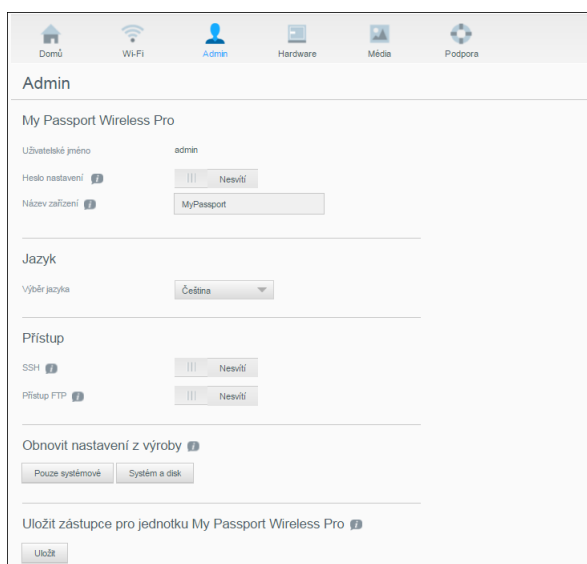 Domů Wi-Fi Admin Hardware Média Podpora
Admin
My Passport Wireless Pro
Uživatelské jméno admin
Heslo nastavení Nesvítí
Název zařízení MyPassport
Jazyk
Výběr jazyka Čeština
Přístup
SSH Nesvítí
Přístup FTP Nesvítí
Obnovit nastavení z výroby
Pouze systémově Systém a disk
Uložit zástupce pro jednotku My Passport Wireless Pro
Uložit